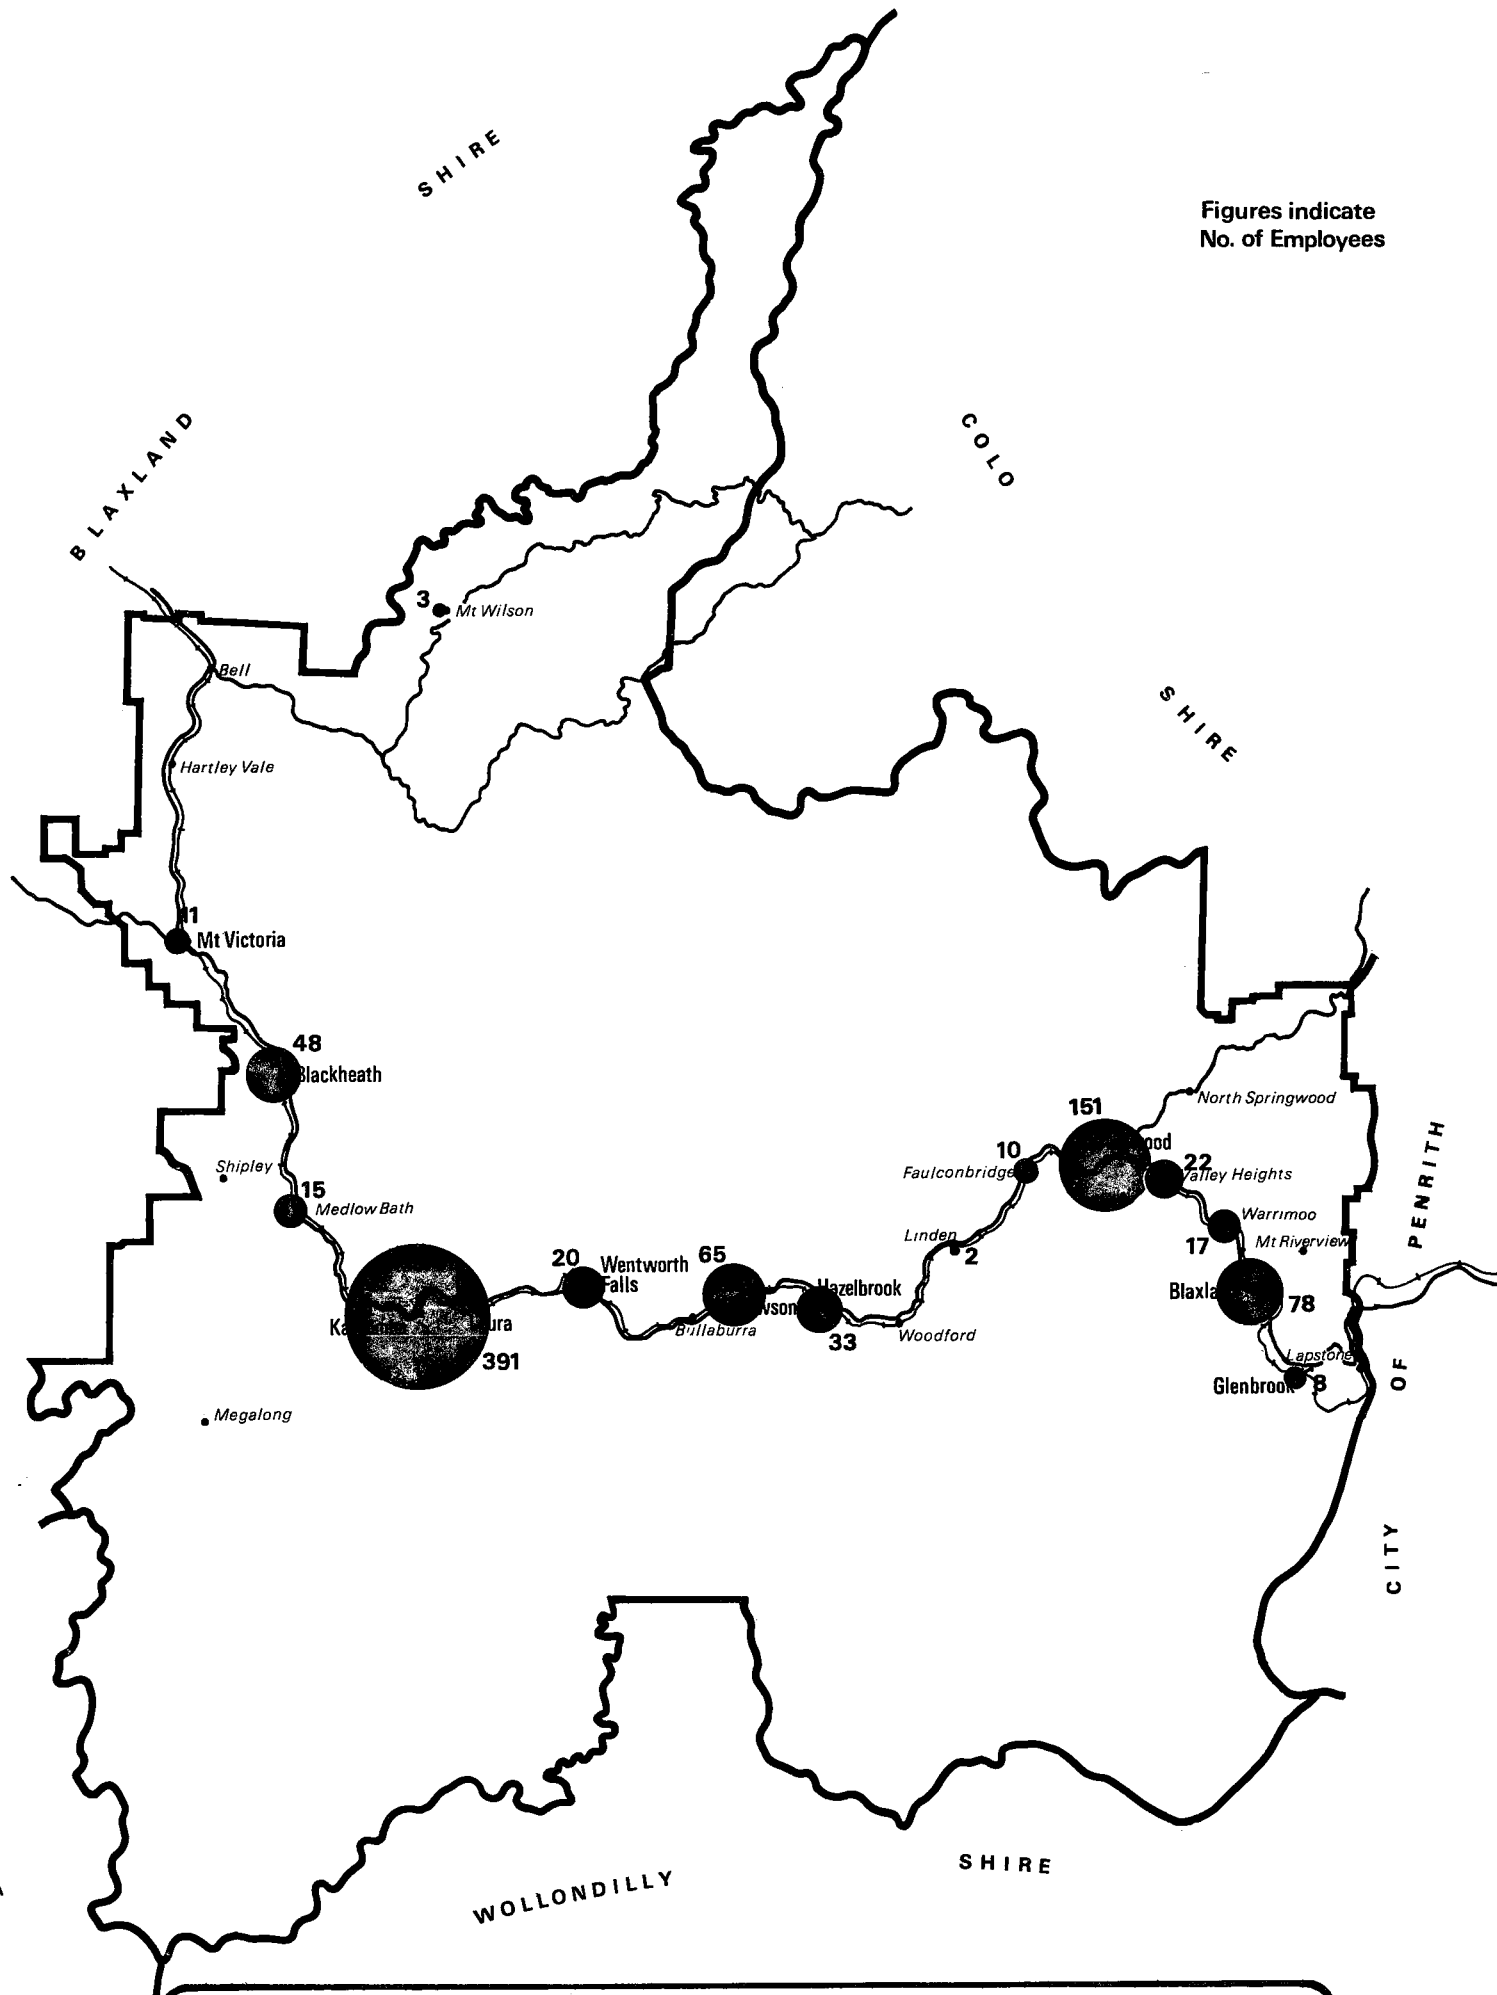 SHIRE
Figures indicate
No. of Employees
BLAXLAND
COLO
3
Mt Wilson
Bell
SHIRE
Hartley Vale
11
Mt Victoria
48
Blackheath
North Springwood
151
10
22
Faulconbridge
Valley Heights
PENRITH
Shipley
15
Medlow Bath
Warrimoo
17
Mt Riverview
Linden
2
20
Wentworth
Falls
65
Hazelbrook
33
Bullaburra
Woodford
78
391
Lapstone
Glenbrook
8
OF
Megalong
CITY
SHIRE
WOLLONDILLY